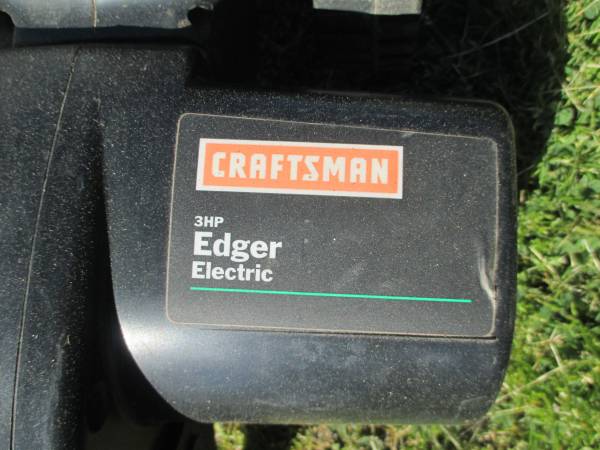 CRAFTSMAN
3HP
Edger
Electric